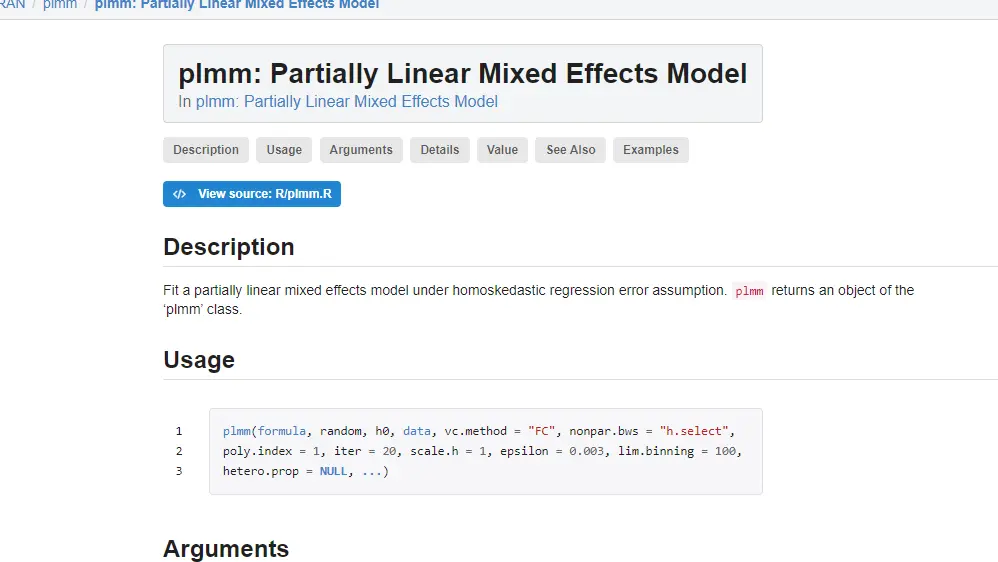 RAN / plmm / plmm: Partially Linear Mixed Effects Model
plmm: Partially Linear Mixed Effects Model
In plmm: Partially Linear Mixed Effects Model
Description Usage Arguments Details Value See Also Examples
</> View source: R/plmm.R
Description
Fit a partially linear mixed effects model under homoskedastic regression error assumption. plmm returns an object of the
‘plmm’ class.
Usage
1 plmm(formula, random, h0, data, vc.method = "FC", nonpar.bws = "h.select",
2 poly.index = 1, iter = 20, scale.h = 1, epsilon = 0.003, lim.binning = 100,
3 hetero.prop = NULL, ...)
Arguments